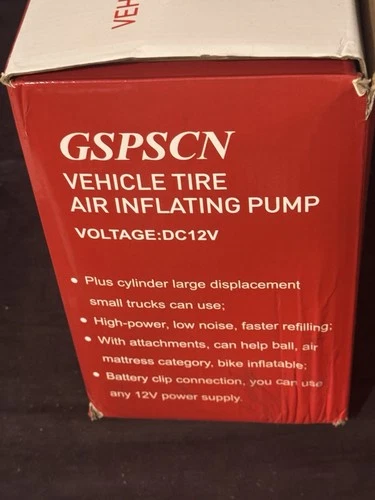 VEH
GSPSCN
VEHICLE TIRE
AIR INFLATING PUMP
VOLTAGE:DC12V
• Plus cylinder large displacement
small trucks can use;
• High-power, low noise, faster refilling;
• With attachments, can help ball, air
mattress category, bike inflatable;
• Battery clip connection, you can use
any 12V power supply.